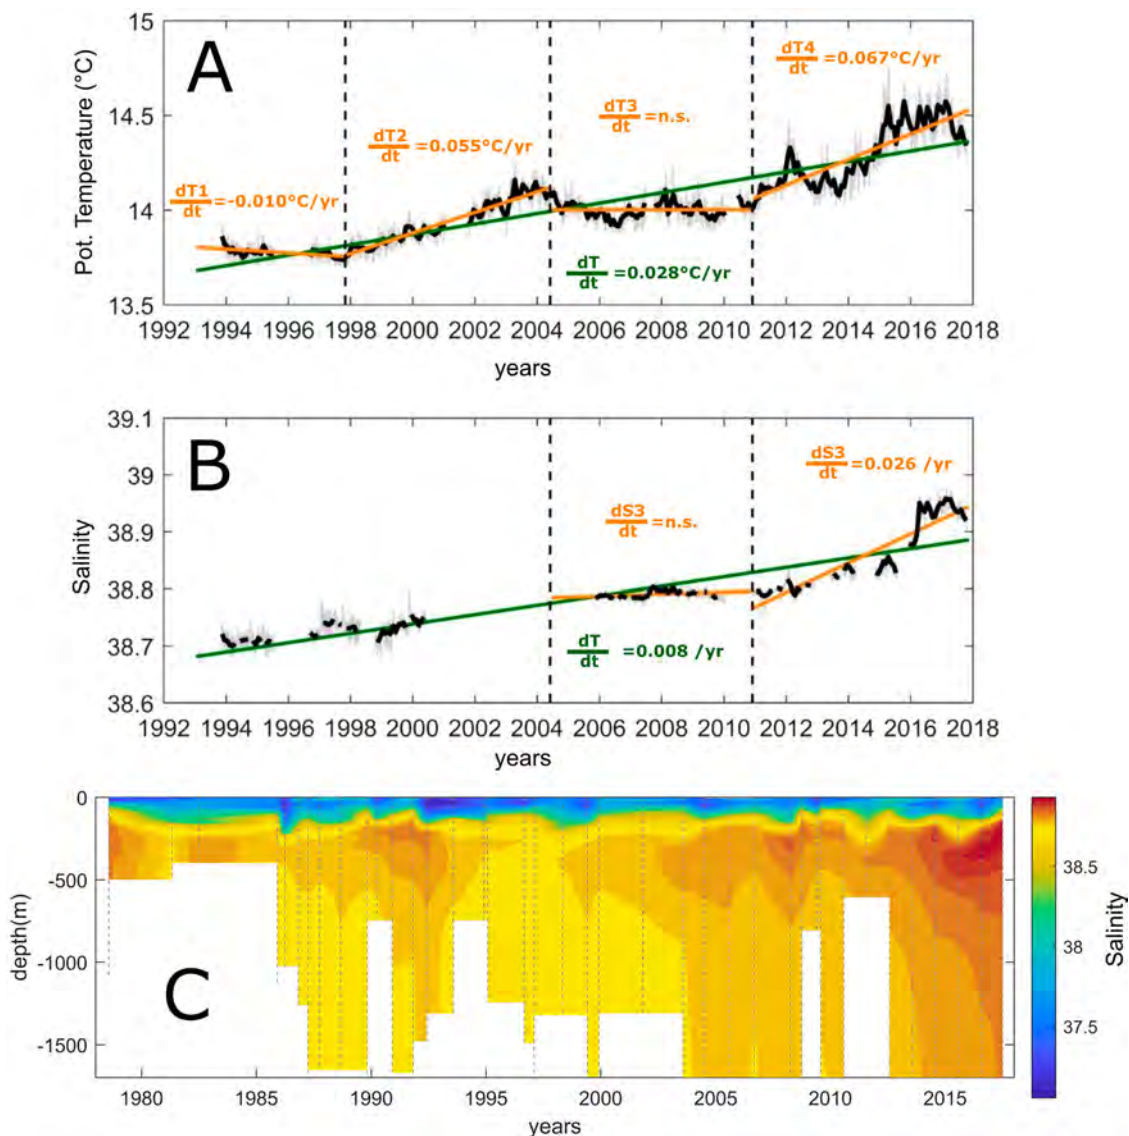 A
15
14.5
14
13.5
Pot. Temperature (°C)
dT1
dt
=-0.010°C/yr
dT2
dt
=0.055°C/yr
dT3
dt
=n.s.
dT4
dt
=0.067°C/yr
dT
dt
=0.028°C/yr
1992 1994 1996 1998 2000 2002 2004 2006 2008 2010 2012 2014 2016 2018
years
B
39.1
39
38.9
38.8
38.7
38.6
Salinity
dS3
dt
=n.s.
dS3
dt
=0.026 /yr
dT
dt
=0.008 /yr
1992 1994 1996 1998 2000 2002 2004 2006 2008 2010 2012 2014 2016 2018
years
C
0
-500
-1000
-1500
depth(m)
1980 1985 1990 1995 2000 2005 2010 2015
years
38.5
38
37.5
Salinity